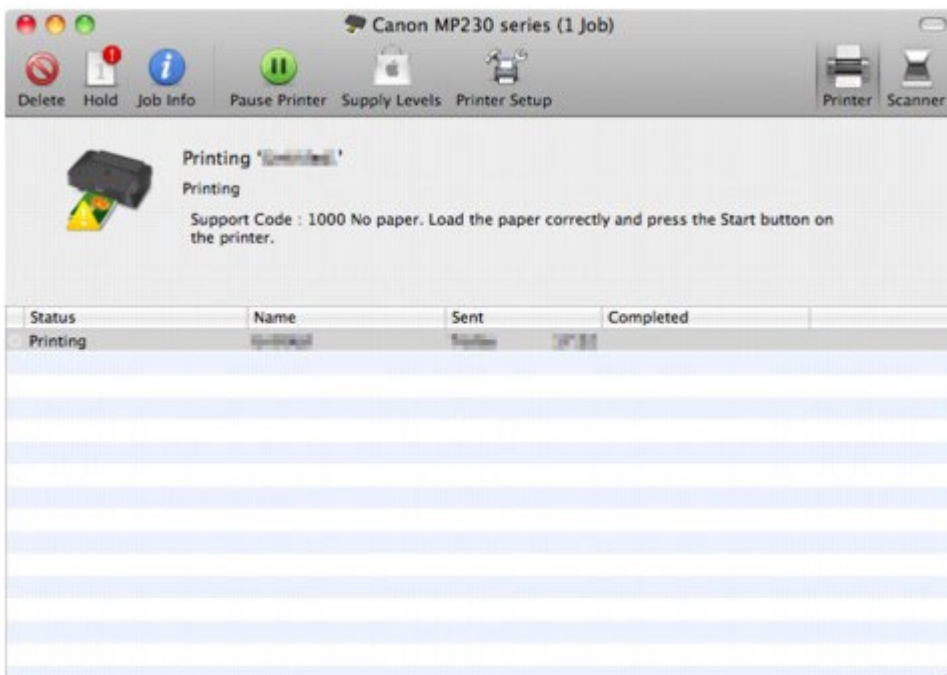 Canon MP230 series (1 Job)
Delete Hold Job Info Pause Printer Supply Levels Printer Setup Printer Scanner
Printing ' '
Printing
Support Code : 1000 No paper. Load the paper correctly and press the Start button on
the printer.
Status Name Sent Completed
Printing